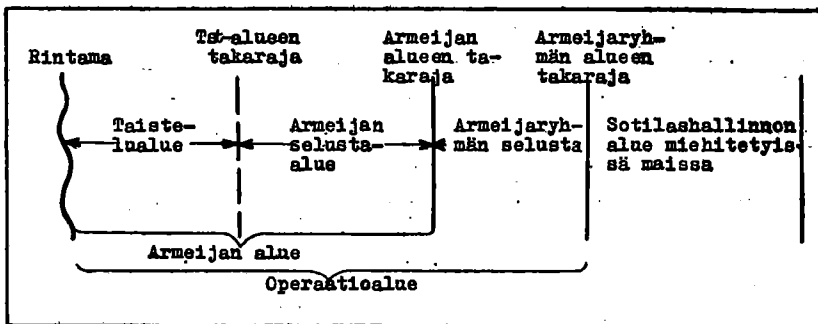 Rintama
Tst-alueen
takaraja
Armeijan
alueen ta-
karaja
Armeijaryh-
män alueen
takaraja
Taiste-
lualue
Armeijan
selusta-
alue
Armeijaryh-
män selusta
Sotilashallinnon
alue miehitetyis-
sä maissa
Armeijan alue
Operaatioalue